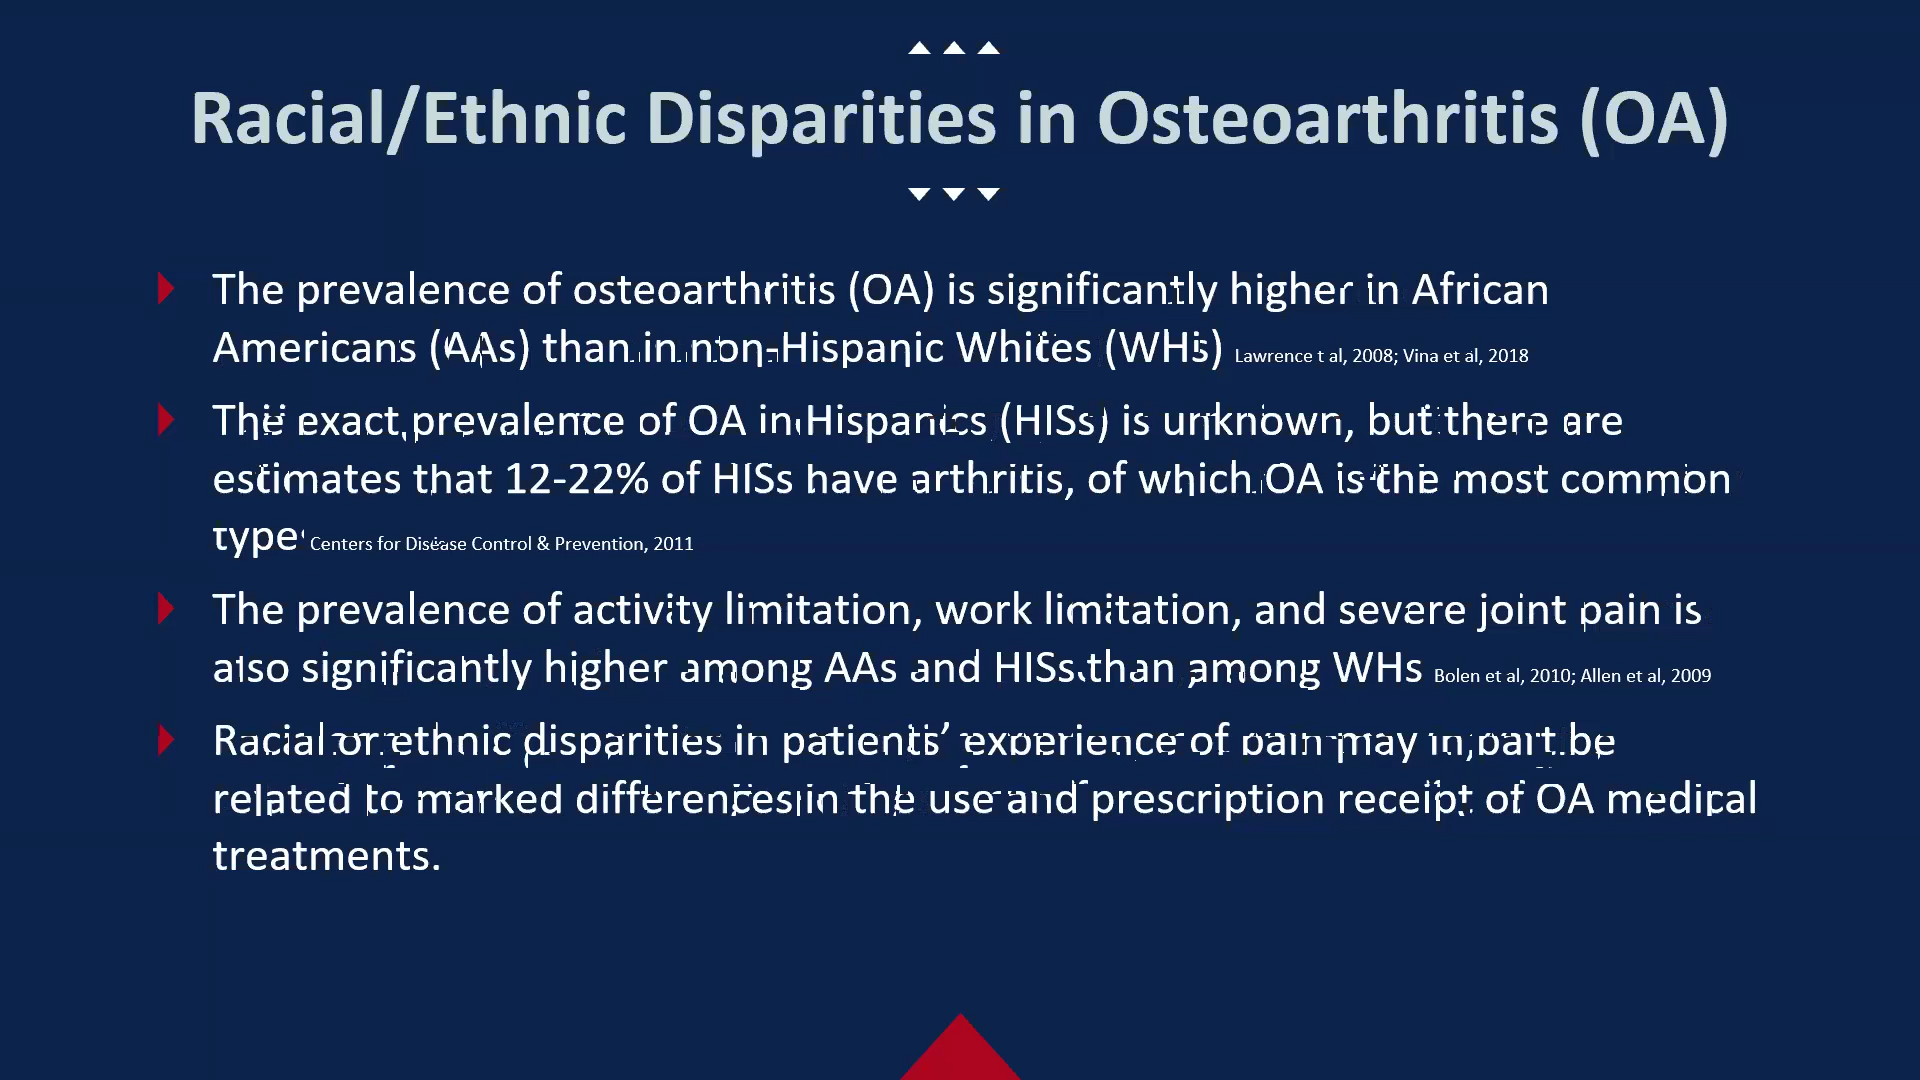 Racial/Ethnic Disparities in Osteoarthritis (OA)
The prevalence of osteoarthritis (OA) is significantly higher in African
Americans (AAs) than in non-Hispanic Whites (WHs) Lawrence t al, 2008; Vina et al, 2018
The exact prevalence of OA in Hispanics (HISs) is unknown, but there are
estimates that 12-22% of HISs have arthritis, of which OA is the most common
type Centers for Disease Control & Prevention, 2011
The prevalence of activity limitation, work limitation, and severe joint pain is
also significantly higher among AAs and HISs than among WHs Bolen et al, 2010; Allen et al, 2009
Racial or ethnic disparities in patients’ experience of pain may in part be
related to marked differences in the use and prescription receipt of OA medical
treatments.